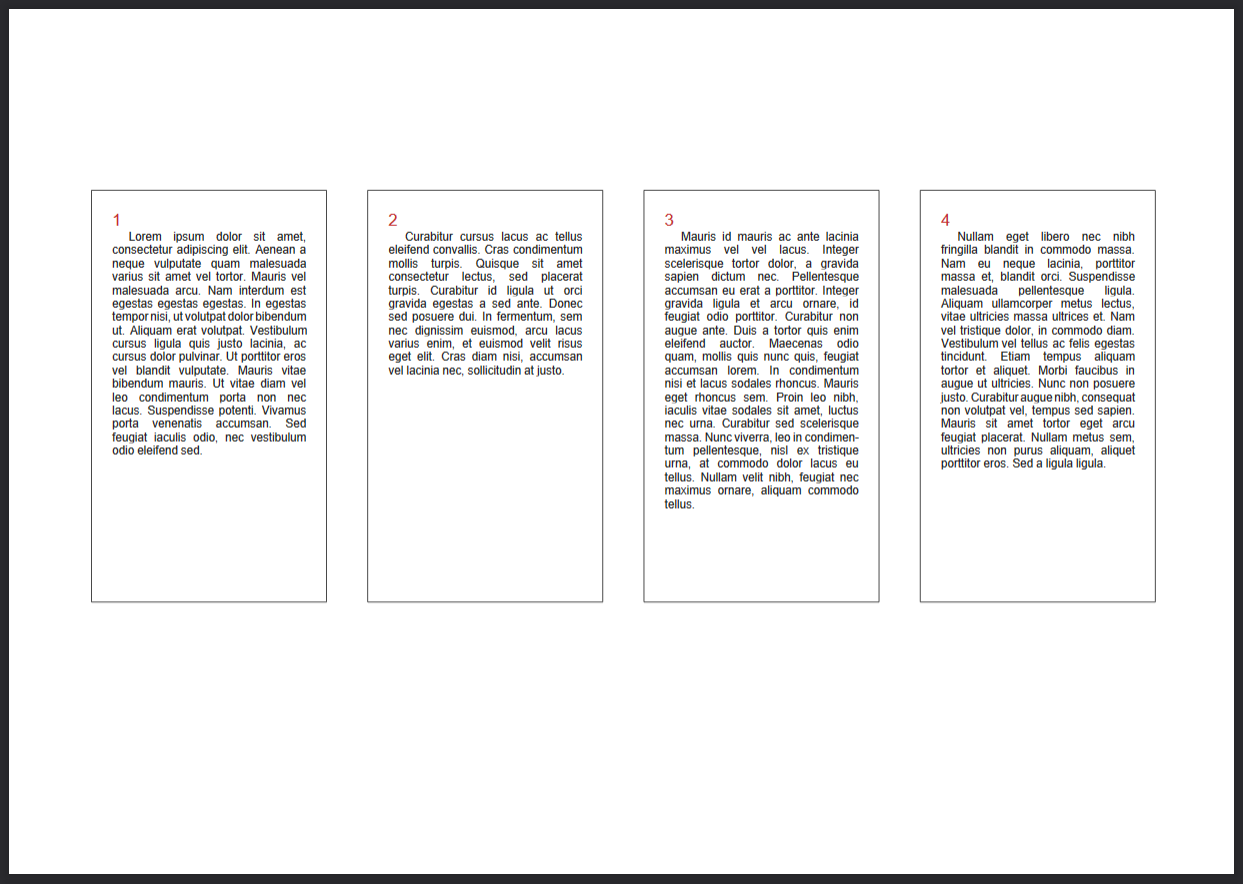 1
Lorem ipsum dolor sit amet,
consectetur adipiscing elit. Aenean a
neque vulputate quam malesuada
varius sit amet vel tortor. Mauris vel
malesuada arcu. Nam interdum est
egestas egestas egestas. In egestas
tempor nisi, ut volutpat dolor bibendum
ut. Aliquam erat volutpat. Vestibulum
cursus ligula quis justo lacinia, ac
cursus dolor pulvinar. Ut porttitor eros
vel blandit vulputate. Mauris vitae
bibendum mauris. Ut vitae diam vel
leo condimentum porta non nec
lacus. Suspendisse potenti. Vivamus
porta venenatis accumsan. Sed
feugiat iaculis odio, nec vestibulum
odio eleifend sed.
2
Curabitur cursus lacus ac tellus
eleifend convallis. Cras condimentum
mollis turpis. Quisque sit amet
consectetur lectus, sed placerat
turpis. Curabitur id ligula ut orci
gravida egestas a sed ante. Donec
sed posuere dui. In fermentum, sem
nec dignissim euismod, arcu lacus
varius enim, et euismod velit risus
eget elit. Cras diam nisi, accumsan
vel lacinia nec, sollicitudin at justo.
3
Mauris id mauris ac ante lacinia
maximus vel vel lacus. Integer
scelerisque tortor dolor, a gravida
sapien dictum nec. Pellentesque
accumsan eu erat a porttitor. Integer
gravida ligula et arcu ornare, id
feugiat odio porttitor. Curabitur non
augue ante. Duis a tortor quis enim
eleifend auctor. Maecenas odio
quam, mollis quis nunc quis, feugiat
accumsan lorem. In condimentum
nisi et lacus sodales rhoncus. Mauris
eget rhoncus sem. Proin leo nibh,
iaculis vitae sodales sit amet, luctus
nec urna. Curabitur sed scelerisque
massa. Nunc viverra, leo in condimen-
tum pellentesque, nisl ex tristique
urna, at commodo dolor lacus eu
tellus. Nullam velit nibh, feugiat nec
maximus ornare, aliquam commodo
tellus.
4
Nullam eget libero nec nibh
fringilla blandit in commodo massa.
Nam eu neque lacinia, porttitor
massa et, blandit orci. Suspendisse
malesuada pellentesque ligula.
Aliquam ullamcorper metus lectus,
vitae ultricies massa ultrices et. Nam
vel tristique dolor, in commodo diam.
Vestibulum vel tellus ac felis egestas
tincidunt. Etiam tempus aliquam
tortor et aliquet. Morbi faucibus in
augue ut ultricies. Nunc non posuere
justo. Curabitur augue nibh, consequat
non volutpat vel, tempus sed sapien.
Mauris sit amet tortor eget arcu
feugiat placerat. Nullam metus sem,
ultricies non purus aliquam, aliquet
porttitor eros. Sed a ligula ligula.